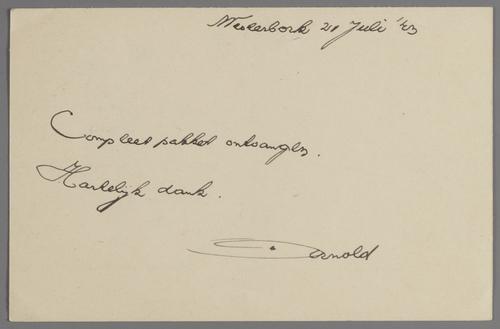 Westerbork 21 Juli '43
Compleet pakket ontvangen.
Hartelijk dank.
Arnold